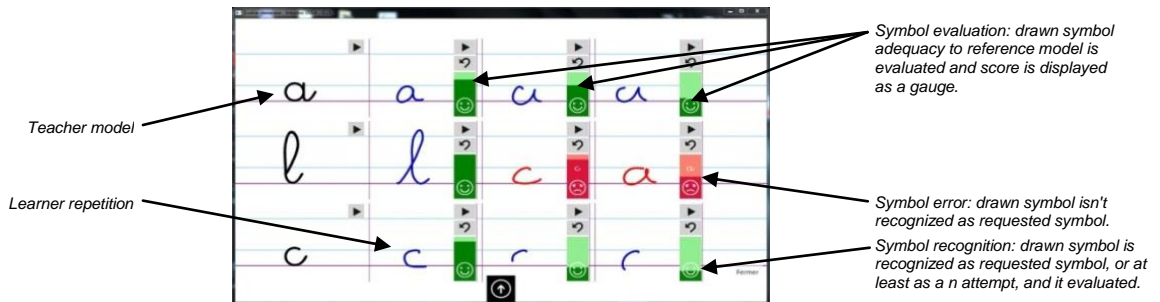 Symbol evaluation: drawn symbol
adequacy to reference model is
evaluated and score is displayed
as a gauge.
Teacher model
a a a a
l l c a
Learner repetition
c c
Symbol error: drawn symbol isn't
recognized as requested symbol.
Symbol recognition: drawn symbol is
recognized as requested symbol, or at
least as a n attempt, and it evaluated.
Fermer